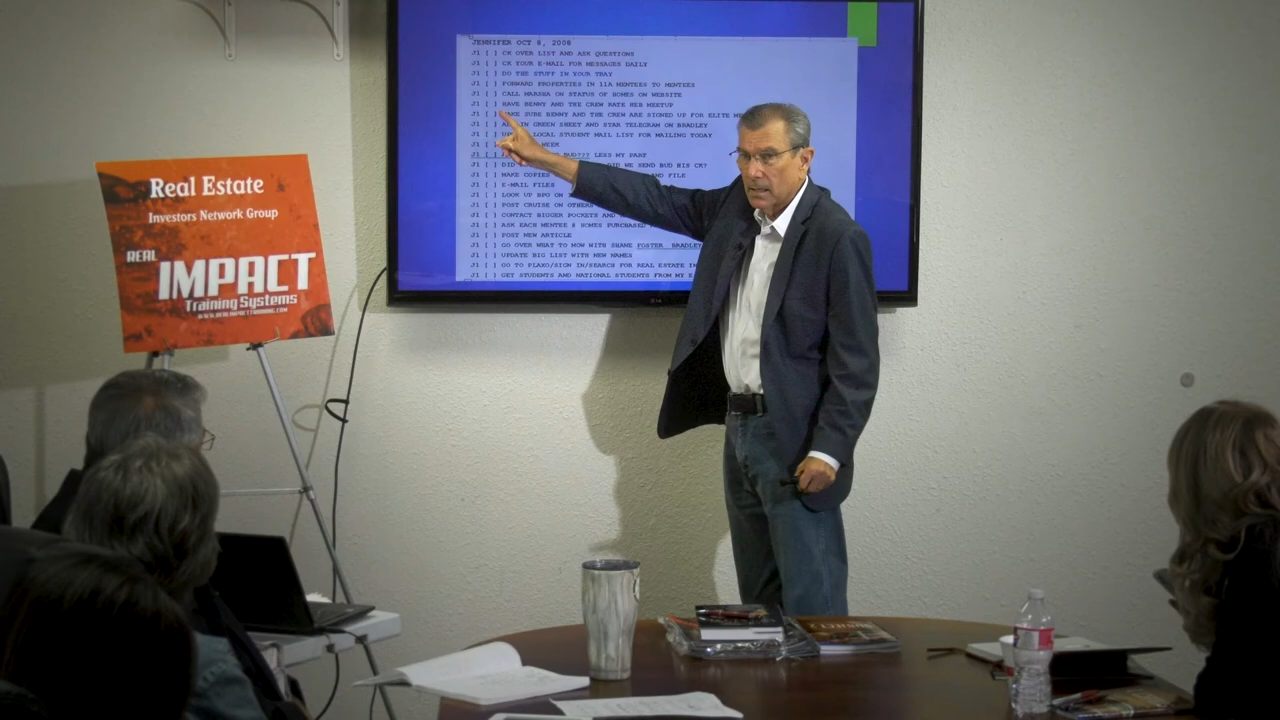 JENNIFER OCT 8, 2008
J1 [ ] CK OVER LIST AND ASK QUESTIONS
J1 [ ] CK YOUR E-MAIL FOR MESSAGES DAILY
J1 [ ] DO THE STUFF IN YOUR TRAY
J1 [ ] FORWARD PROPERTIES IN 11A MENTEES TO MENTEES
J1 [ ] CALL MARSHA ON STATUS OF HOMES ON WEBSITE
J1 [ ] HAVE BENNY AND THE CREW RATE HEB MEETUP
J1 [ ] MAKE SURE BENNY AND THE CREW ARE SIGNED UP FOR ELITE
J1 [ ] IN GREEN SHEET AND STAR TELEGRAM ON BRADLEY
J1 [ ] LOCAL STUDENT MAIL LIST FOR MAILING TODAY
J1 [ ] WEEK
J1 [ ] BUD??? LESS MY PART
J1 [ ] DID DID WE SEND BUD HIS CK?
J1 [ ] MAKE COPIES AND FILE
J1 [ ] E-MAIL FILES
J1 [ ] LOOK UP BPO ON
J1 [ ] POST CRUISE ON OTHERS
J1 [ ] CONTACT BIGGER POCKETS AND
J1 [ ] ASK EACH MENTEE # HOMES PURCHASED
J1 [ ] POST NEW ARTICLE
J1 [ ] GO OVER WHAT TO MOW WITH SHANE FOSTER BRADLEY
J1 [ ] UPDATE BIG LIST WITH NEW NAMES
J1 [ ] GO TO PLAXO/SIGN IN/SEARCH FOR REAL ESTATE
J1 [ ] GET STUDENTS AND NATIONAL STUDENTS FROM MY
LG
Real Estate
Investors Network Group
REAL
IMPACT
Training Systems
WWW.REALIMPACTTRAINING.COM